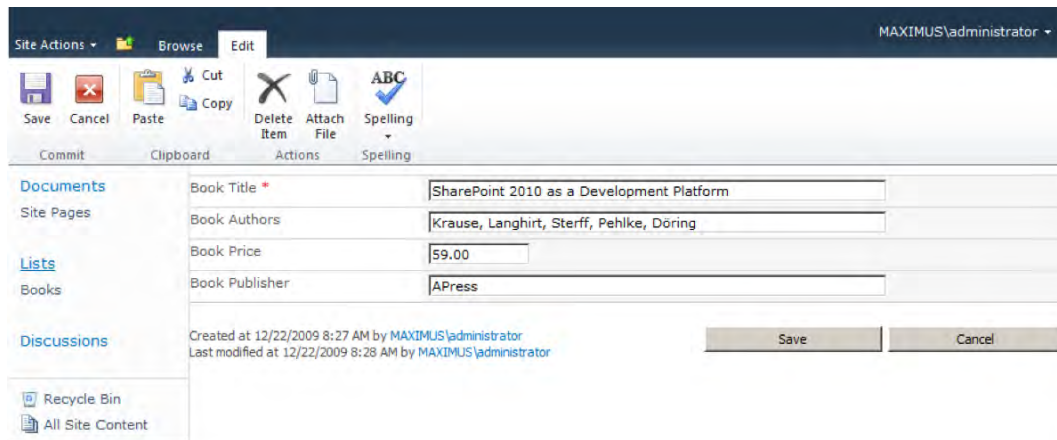 MAXIMUS\administrator
Site Actions Browse Edit
Save Cancel Paste Cut Copy Delete Item Attach File ABC Spelling
Commit Clipboard Actions Spelling
Documents
Site Pages
Lists
Books
Discussions
Recycle Bin
All Site Content
Book Title * SharePoint 2010 as a Development Platform
Book Authors Krause, Langhirt, Sterff, Pehlke, Döring
Book Price 59.00
Book Publisher APress
Created at 12/22/2009 8:27 AM by MAXIMUS\administrator
Last modified at 12/22/2009 8:28 AM by MAXIMUS\administrator
Save Cancel